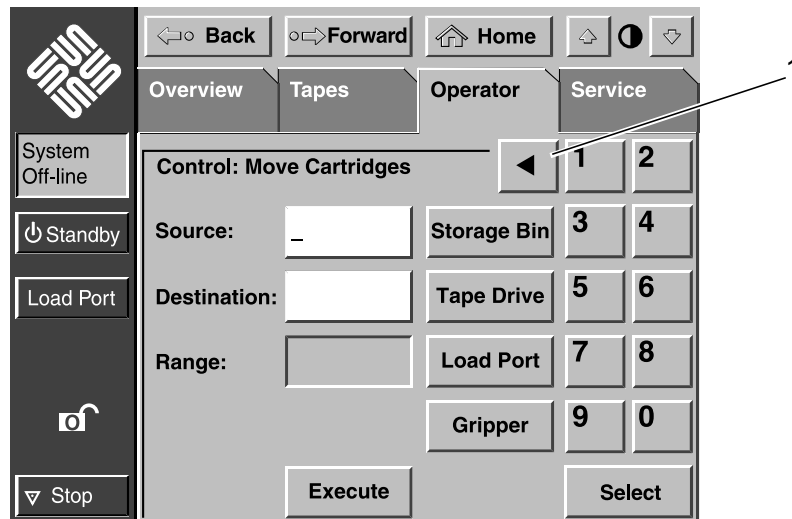 Back Forward Home
Overview Tapes Operator Service
System
Off-line
Control: Move Cartridges 1 2
Standby
Source: _ Storage Bin 3 4
Load Port
Destination: Tape Drive 5 6
Range: Load Port 7 8
Gripper 9 0
Stop
Execute Select